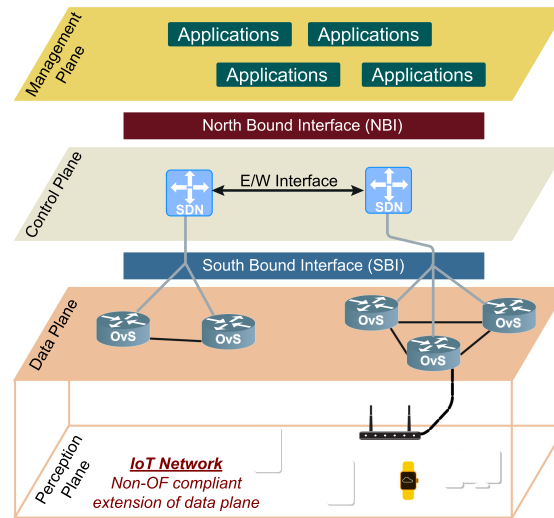 Management
Plane
Applications
Applications
Applications
Applications
North Bound Interface (NBI)
Control Plane
SDN
E/W Interface
SDN
South Bound Interface (SBI)
Data Plane
OvS
OvS
OvS
OvS
OvS
Perception
Plane
IoT Network
Non-OF compliant
extension of data plane